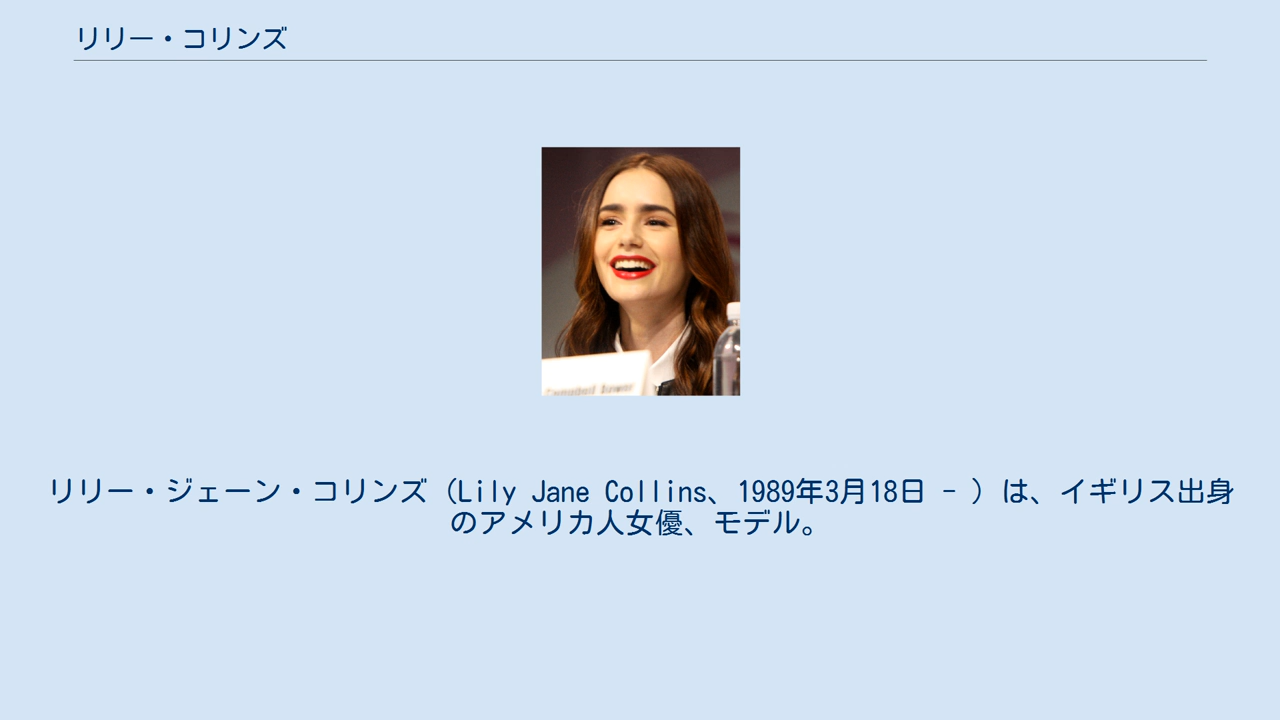 リリー・コリンズ
リリー・ジェーン・コリンズ（Lily Jane Collins、1989年3月18日 - ）は、イギリス出身
のアメリカ人女優、モデル。